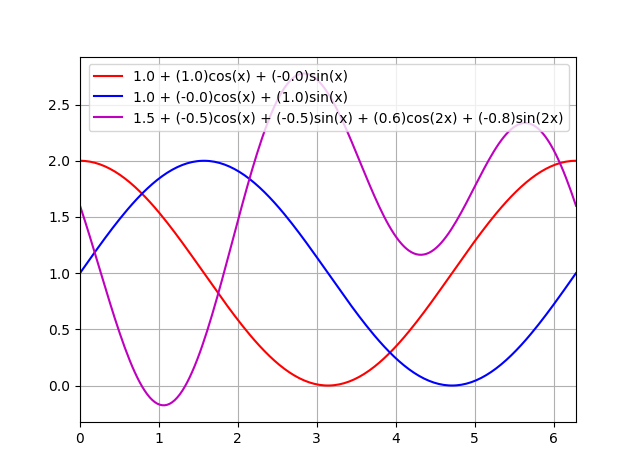 1.0 + (1.0)cos(x) + (-0.0)sin(x)
1.0 + (-0.0)cos(x) + (1.0)sin(x)
1.5 + (-0.5)cos(x) + (-0.5)sin(x) + (0.6)cos(2x) + (-0.8)sin(2x)
2.5
2.0
1.5
1.0
0.5
0.0
0 1 2 3 4 5 6